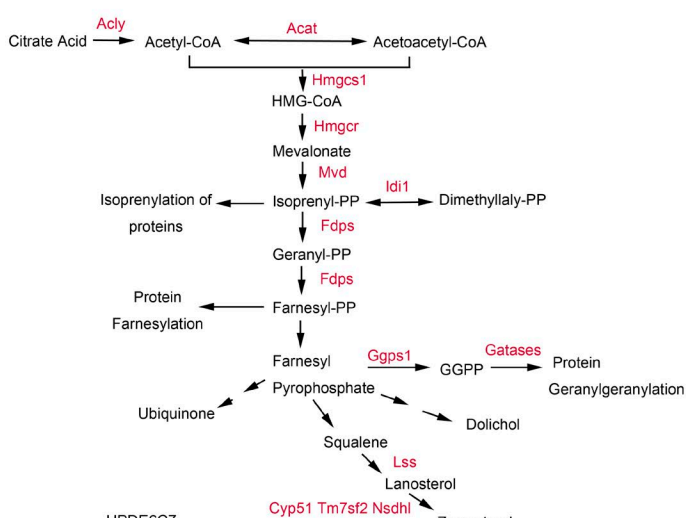 Acly
Acat
Citrate Acid
Acetyl-CoA
Acetoacetyl-CoA
Hmgcs1
HMG-CoA
Hmgcr
Mevalonate
Mvd
Isoprenylation of
proteins
Isoprenyl-PP
Idi1
Dimethyllaly-PP
Fdps
Geranyl-PP
Fdps
Protein
Farnesylation
Farnesyl-PP
Farnesyl
Pyrophosphate
Ggps1
GGPP
Gatases
Protein
Geranylgeranylation
Ubiquinone
Dolichol
Squalene
Lss
Lanosterol
Cyp51 Tm7sf2 Nsdhl